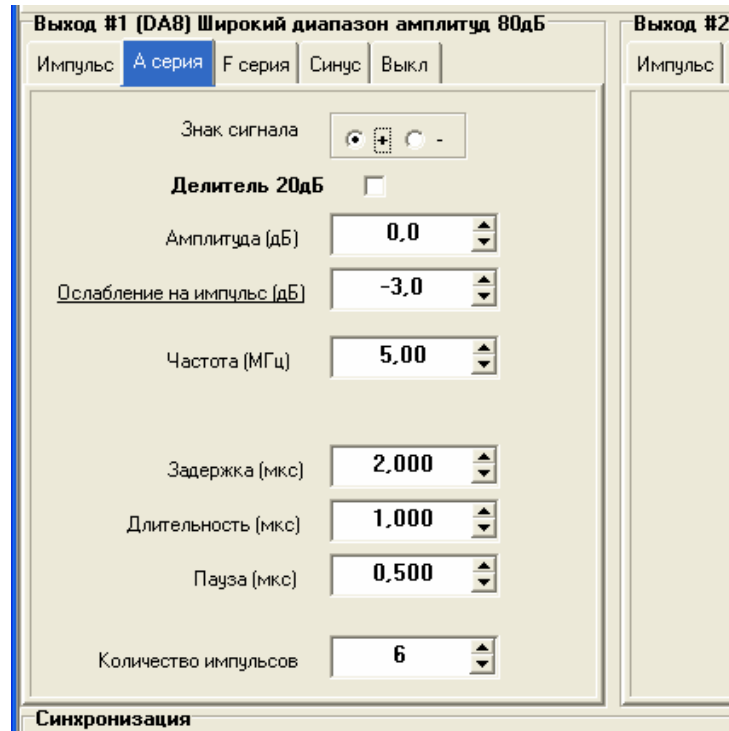 Выход #1 (DA8) Широкий диапазон амплитуд 80дБ
Выход #2
Импульс А серия F серия Синус Выкл
Импульс
Знак сигнала + -
Делитель 20дБ
Амплитуда (дБ) 0,0
Ослабление на импульс (дБ) -3,0
Частота (МГц) 5,00
Задержка (мкс) 2,000
Длительность (мкс) 1,000
Пауза (мкс) 0,500
Количество импульсов 6
Синхронизация